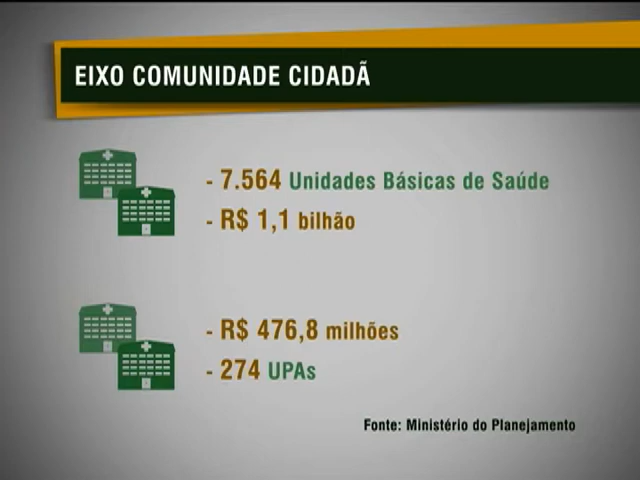 EIXO COMUNIDADE CIDADÃ
- 7.564 Unidades Básicas de Saúde
- R$ 1,1 bilhão
- R$ 476,8 milhões
- 274 UPAs
Fonte: Ministério do Planejamento